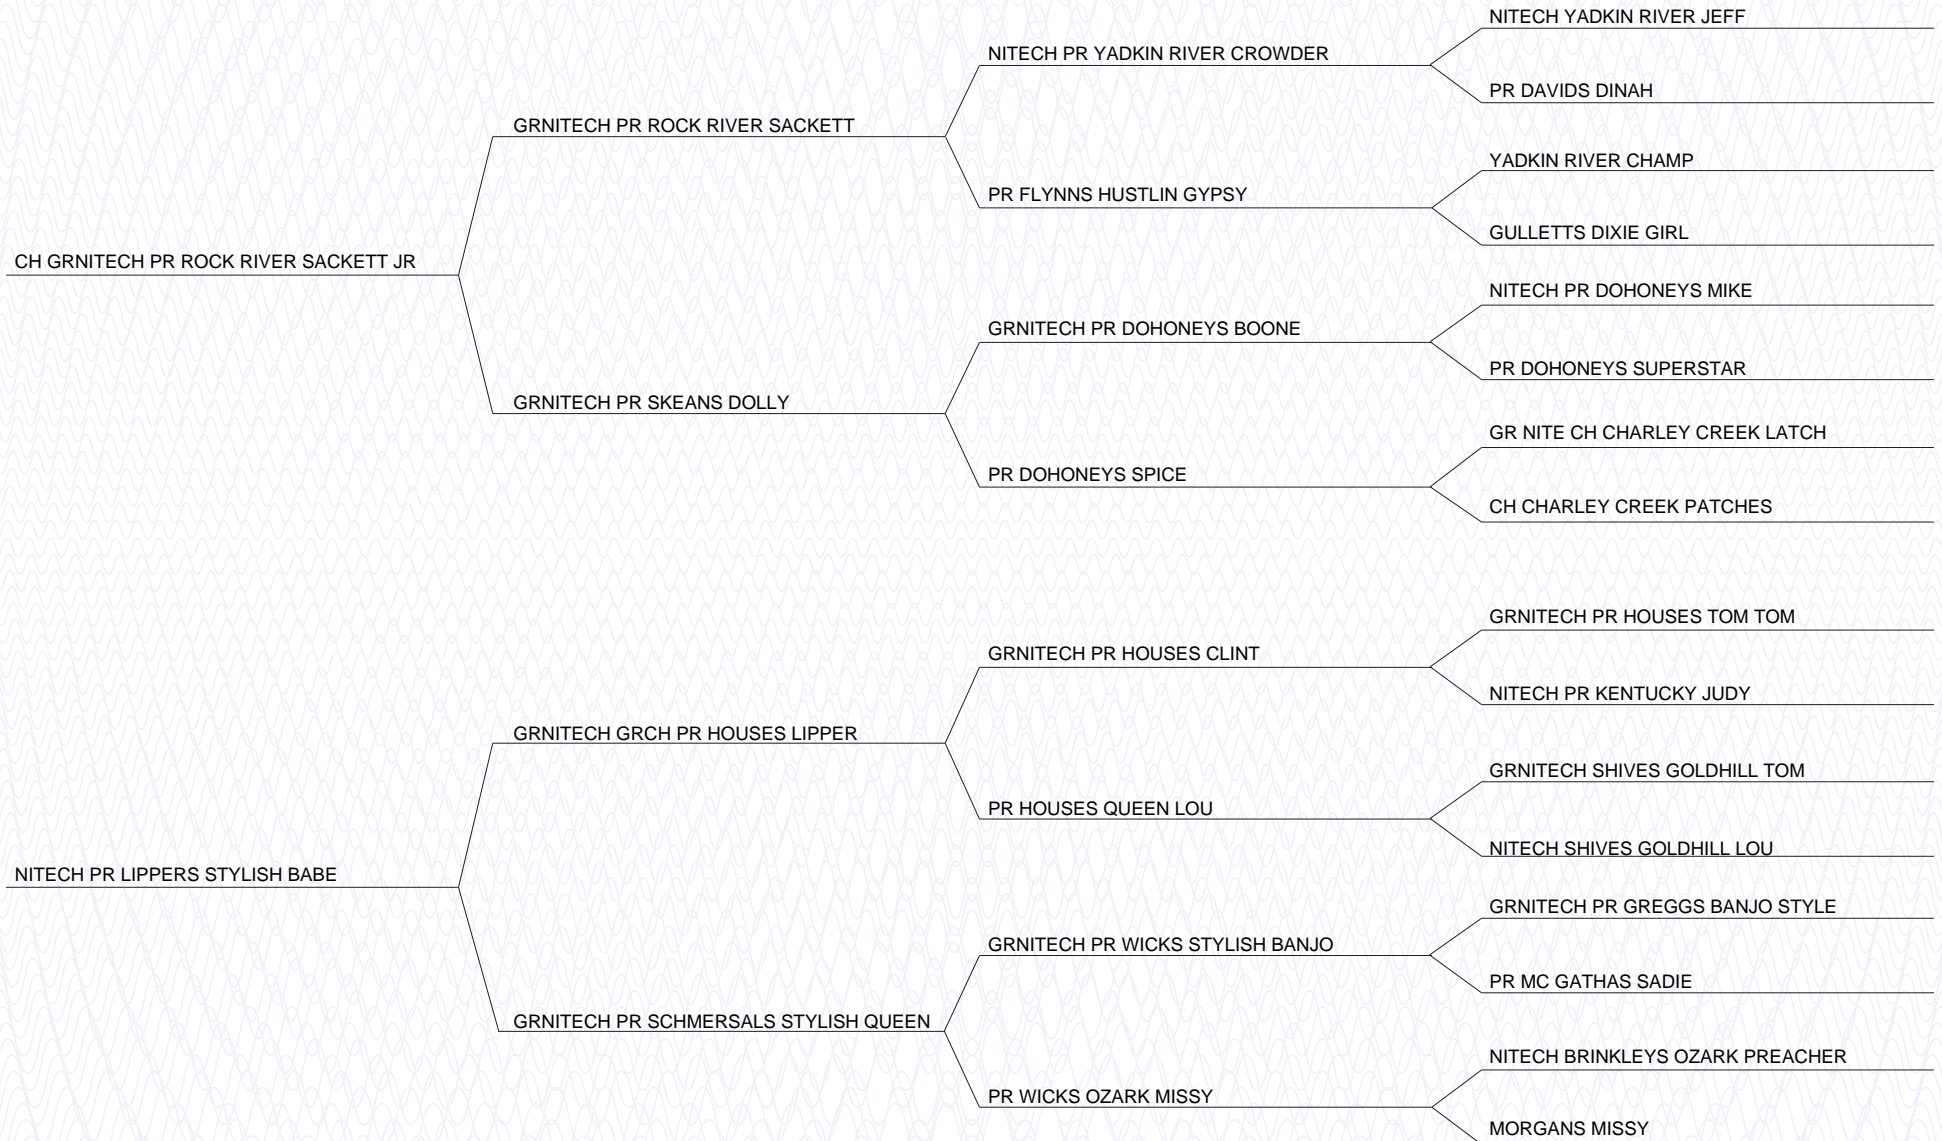 NITECH YADKIN RIVER JEFF
NITECH PR YADKIN RIVER CROWDER
PR DAVIDS DINAH
GRNITECH PR ROCK RIVER SACKETT
YADKIN RIVER CHAMP
PR FLYNNS HUSTLIN GYPSY
GULLETTS DIXIE GIRL
CH GRNITECH PR ROCK RIVER SACKETT JR
NITECH PR DOHONEYS MIKE
GRNITECH PR DOHONEYS BOONE
PR DOHONEYS SUPERSTAR
GRNITECH PR SKEANS DOLLY
GR NITE CH CHARLEY CREEK LATCH
PR DOHONEYS SPICE
CH CHARLEY CREEK PATCHES
GRNITECH PR HOUSES TOM TOM
GRNITECH PR HOUSES CLINT
NITECH PR KENTUCKY JUDY
GRNITECH GRCH PR HOUSES LIPPER
GRNITECH SHIVES GOLDHILL TOM
PR HOUSES QUEEN LOU
NITECH SHIVES GOLDHILL LOU
NITECH PR LIPPERS STYLISH BABE
GRNITECH PR GREGGS BANJO STYLE
GRNITECH PR WICKS STYLISH BANJO
PR MC GATHAS SADIE
GRNITECH PR SCHMERSALS STYLISH QUEEN
NITECH BRINKLEYS OZARK PREACHER
PR WICKS OZARK MISSY
MORGANS MISSY